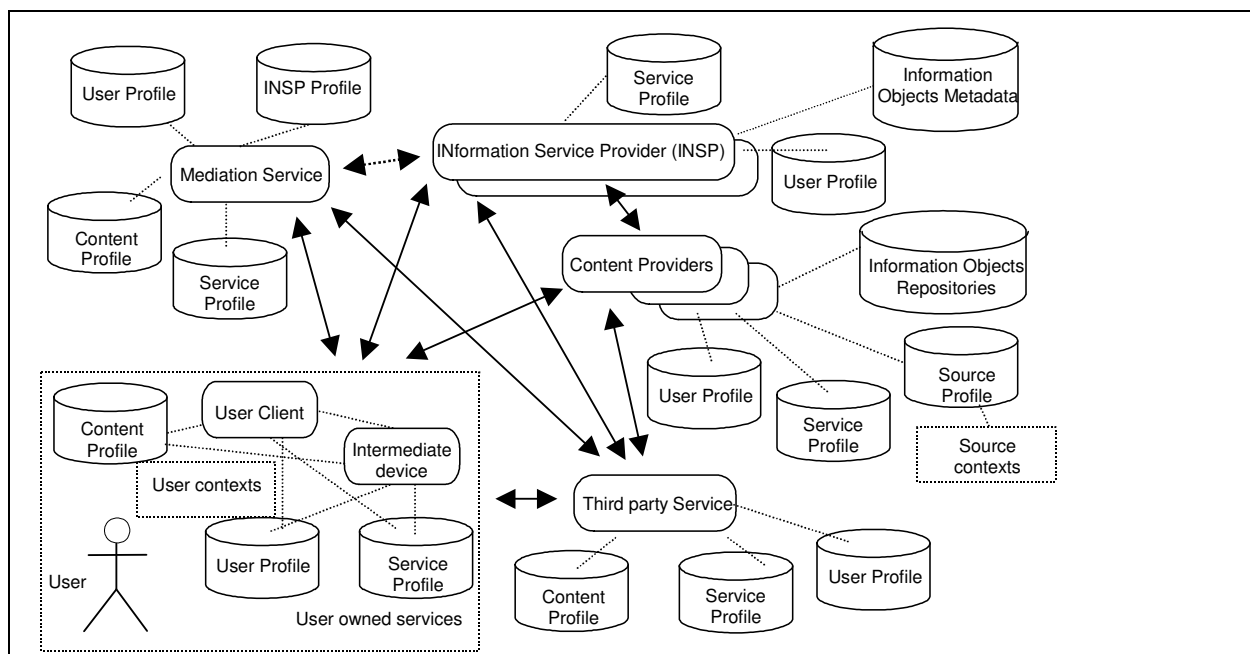 User Profile
INSP Profile
Service
Profile
Information
Objects Metadata
INformation Service Provider (INSP)
Mediation Service
User Profile
Content
Profile
Service
Profile
Content Providers
Information Objects
Repositories
User Profile
Service
Profile
Source
Profile
Source
contexts
User Client
Content
Profile
Intermediate
device
User contexts
User Profile
Service
Profile
User
User owned services
Third party Service
Content
Profile
Service
Profile
User Profile